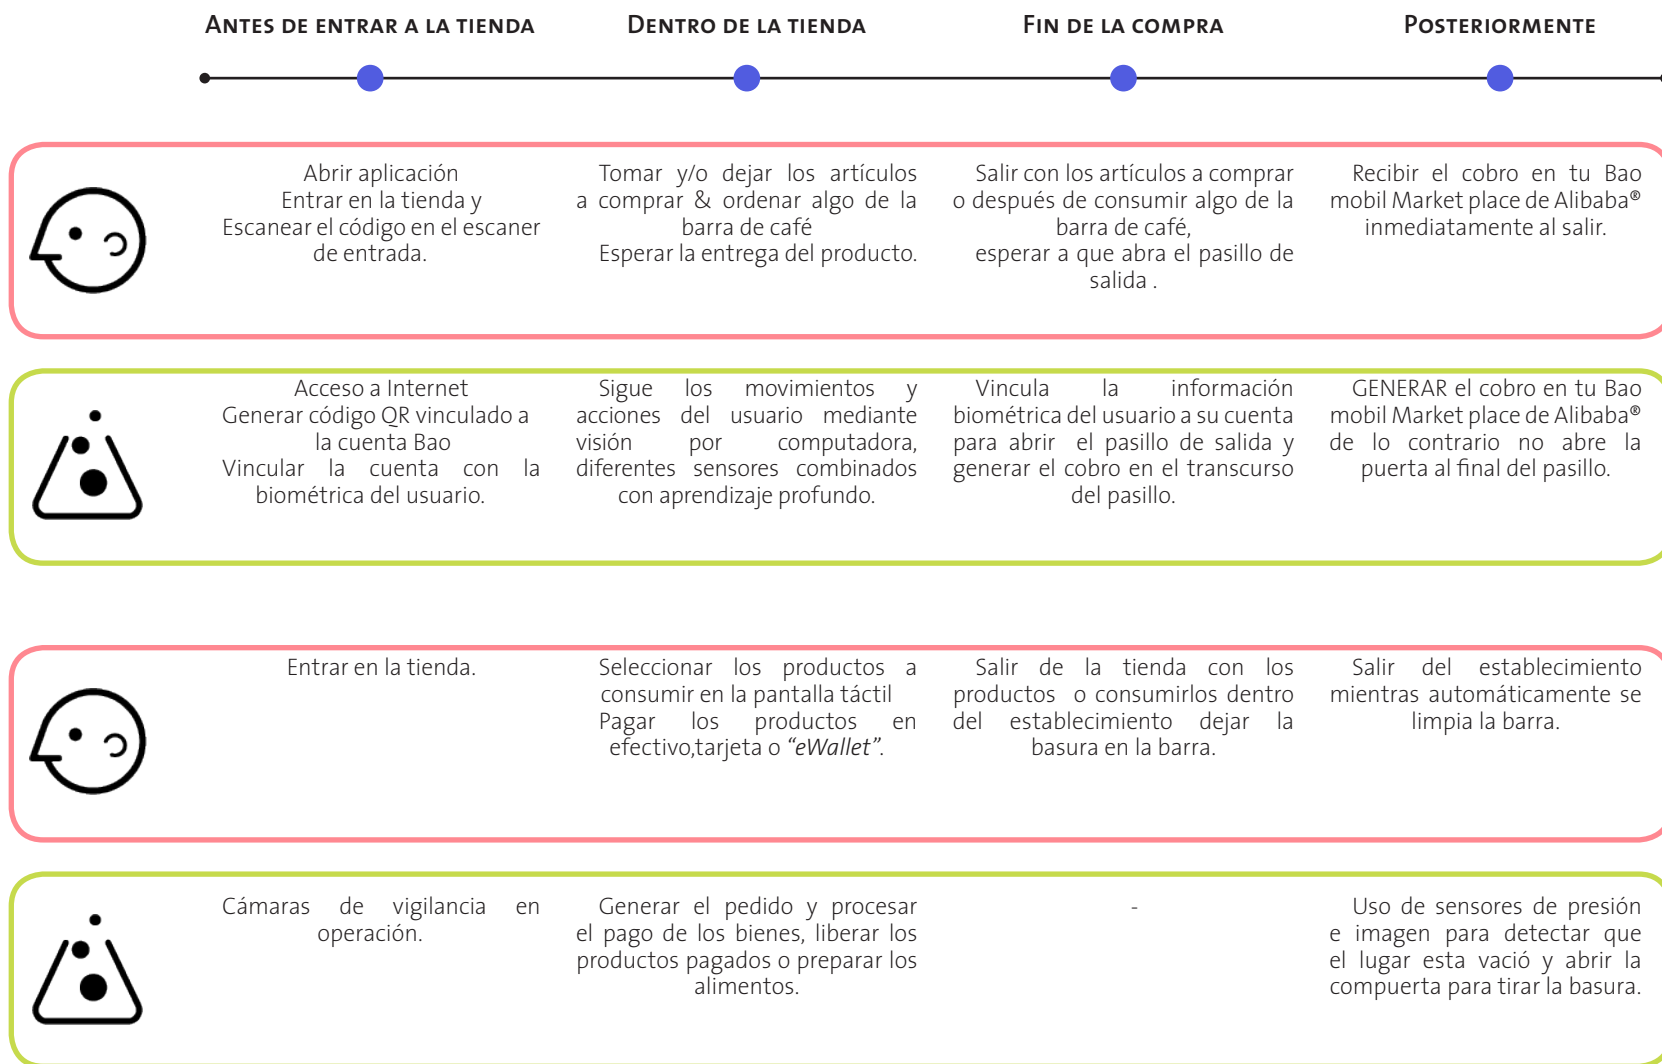 ANTES DE ENTRAR A LA TIENDA
DENTRO DE LA TIENDA
FIN DE LA COMPRA
POSTERIORMENTE
Abrir aplicación
Entrar en la tienda y
Escanear el código en el escaner
de entrada.
Tomar y/o dejar los artículos
a comprar & ordenar algo de la
barra de café
Esperar la entrega del producto.
Salir con los artículos a comprar
o después de consumir algo de la
barra de café,
esperar a que abra el pasillo de
salida .
Recibir el cobro en tu Bao
mobil Market place de Alibaba®
inmediatamente al salir.
Acceso a Internet
Generar código QR vinculado a
la cuenta Bao
Vincular la cuenta con la
biométrica del usuario.
Sigue los movimientos y
acciones del usuario mediante
visión por computadora,
diferentes sensores combinados
con aprendizaje profundo.
Vincula la información
biométrica del usuario a su cuenta
para abrir el pasillo de salida y
generar el cobro en el transcurso
del pasillo.
GENERAR el cobro en tu Bao
mobil Market place de Alibaba®
de lo contrario no abre la
puerta al final del pasillo.
Entrar en la tienda.
Seleccionar los productos a
consumir en la pantalla táctil
Pagar los productos en
efectivo,tarjeta o “eWallet”.
Salir de la tienda con los
productos o consumirlos dentro
del establecimiento dejar la
basura en la barra.
Salir del establecimiento
mientras automáticamente se
limpia la barra.
Cámaras de vigilancia en
operación.
Generar el pedido y procesar
el pago de los bienes, liberar los
productos pagados o preparar los
alimentos.
-
Uso de sensores de presión
e imagen para detectar que
el lugar esta vació y abrir la
compuerta para tirar la basura.